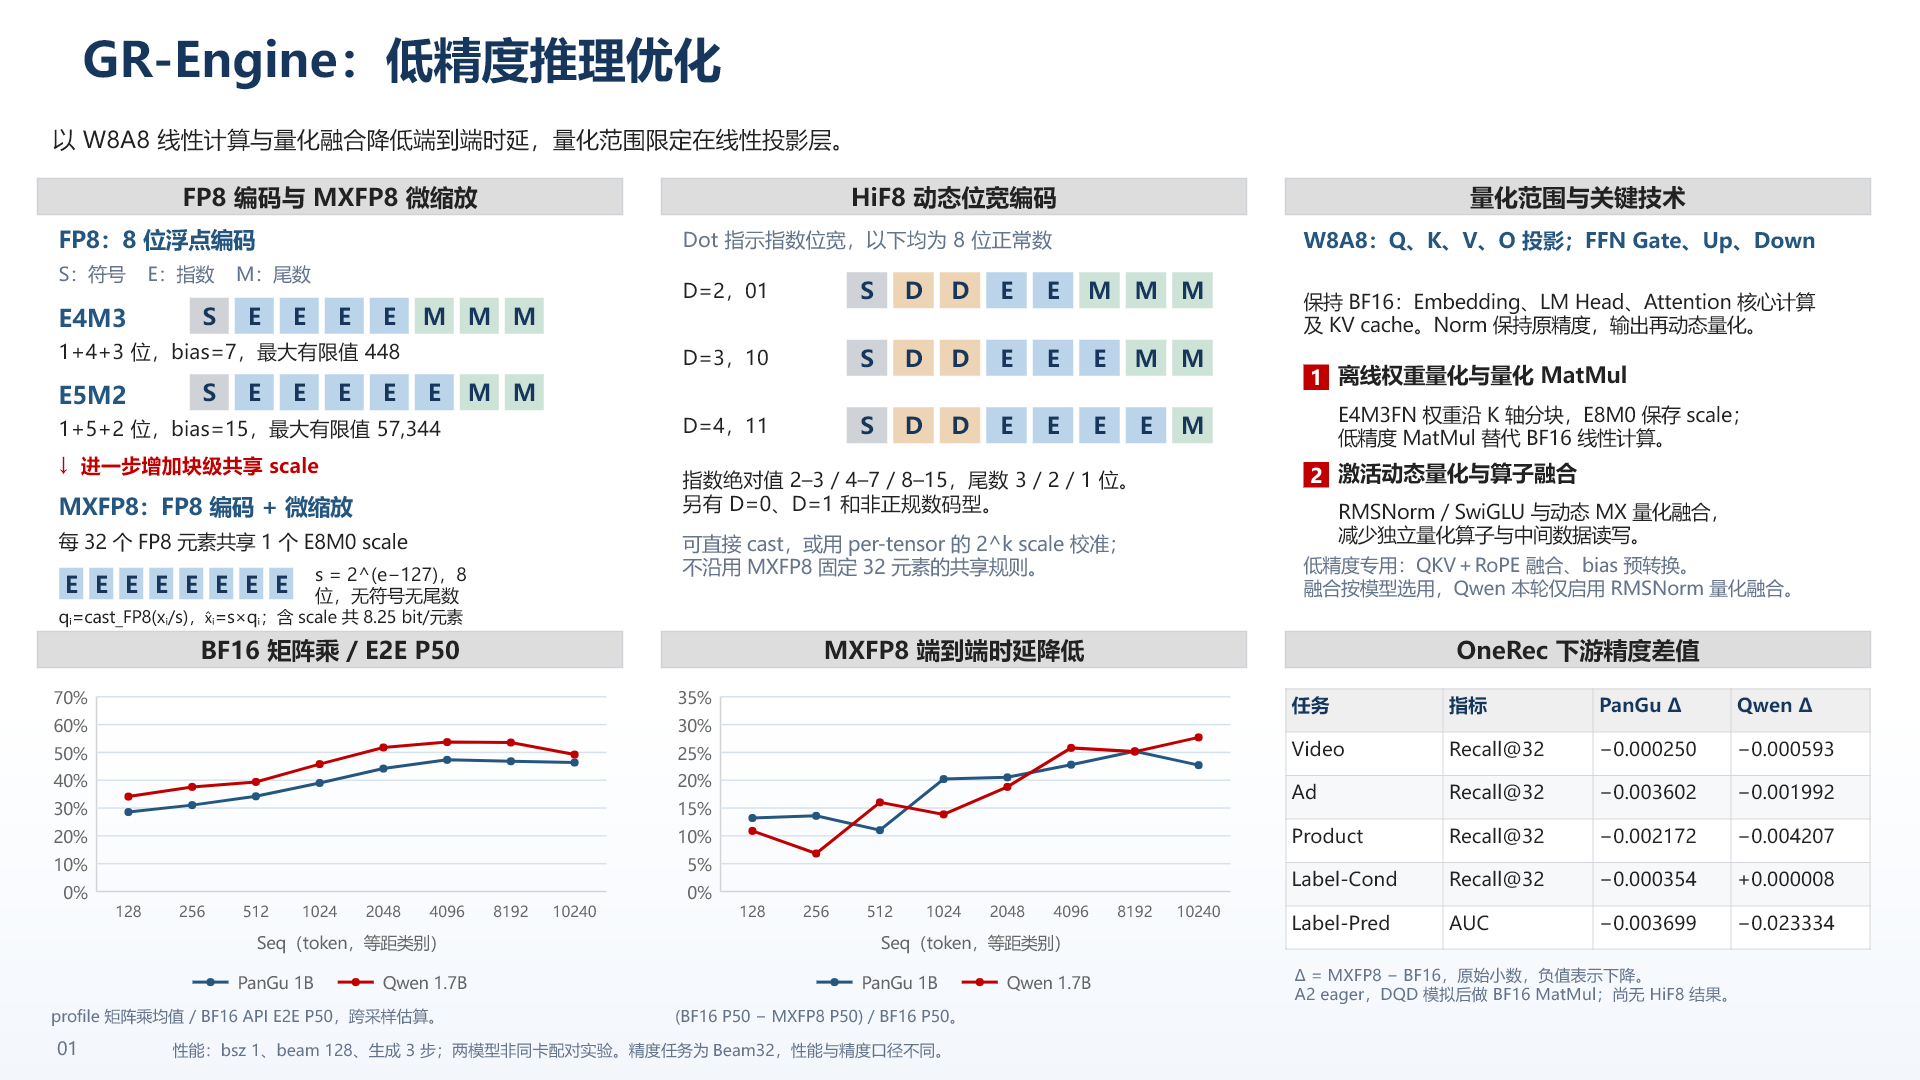 GR-Engine：低精度推理优化
以 W8A8 线性计算与量化融合降低端到端时延，量化范围限定在线性投影层。
FP8 编码与 MXFP8 微缩放
FP8：8 位浮点编码
S：符号 E：指数 M：尾数
E4M3 S E E E E M M M
1+4+3 位，bias=7，最大有限值 448
E5M2 S E E E E E M M
1+5+2 位，bias=15，最大有限值 57,344
↓ 进一步增加块级共享 scale
MXFP8：FP8 编码 + 微缩放
每 32 个 FP8 元素共享 1 个 E8M0 scale
E E E E E E E E
s = 2^(e−127)，8
位，无符号无尾数
qᵢ=cast_FP8(xᵢ/s)，x̂ᵢ=s×qᵢ；含 scale 共 8.25 bit/元素
HiF8 动态位宽编码
Dot 指示指数位宽，以下均为 8 位正常数
D=2，01 S D D E E M M M
D=3，10 S D D E E E M M
D=4，11 S D D E E E E M
指数绝对值 2–3 / 4–7 / 8–15，尾数 3 / 2 / 1 位。
另有 D=0、D=1 和非正规数码型。
可直接 cast，或用 per-tensor 的 2^k scale 校准；
不沿用 MXFP8 固定 32 元素的共享规则。
量化范围与关键技术
W8A8：Q、K、V、O 投影；FFN Gate、Up、Down
保持 BF16：Embedding、LM Head、Attention 核心计算
及 KV cache。Norm 保持原精度，输出再动态量化。
1 离线权重量化与量化 MatMul
E4M3FN 权重沿 K 轴分块，E8M0 保存 scale；
低精度 MatMul 替代 BF16 线性计算。
2 激活动态量化与算子融合
RMSNorm / SwiGLU 与动态 MX 量化融合，
减少独立量化算子与中间数据读写。
低精度专用：QKV＋RoPE 融合、bias 预转换。
融合按模型选用，Qwen 本轮仅启用 RMSNorm 量化融合。
BF16 矩阵乘 / E2E P50
70%
60%
50%
40%
30%
20%
10%
0%
128 256 512 1024 2048 4096 8192 10240
Seq（token，等距类别）
PanGu 1B Qwen 1.7B
profile 矩阵乘均值 / BF16 API E2E P50，跨采样估算。
MXFP8 端到端时延降低
35%
30%
25%
20%
15%
10%
5%
0%
128 256 512 1024 2048 4096 8192 10240
Seq（token，等距类别）
PanGu 1B Qwen 1.7B
(BF16 P50 − MXFP8 P50) / BF16 P50。
OneRec 下游精度差值
任务 指标 PanGu Δ Qwen Δ
Video Recall@32 −0.000250 −0.000593
Ad Recall@32 −0.003602 −0.001992
Product Recall@32 −0.002172 −0.004207
Label-Cond Recall@32 −0.000354 +0.000008
Label-Pred AUC −0.003699 −0.023334
Δ = MXFP8 − BF16，原始小数，负值表示下降。
A2 eager，DQD 模拟后做 BF16 MatMul；尚无 HiF8 结果。
01
性能：bsz 1、beam 128、生成 3 步；两模型非同卡配对实验。精度任务为 Beam32，性能与精度口径不同。